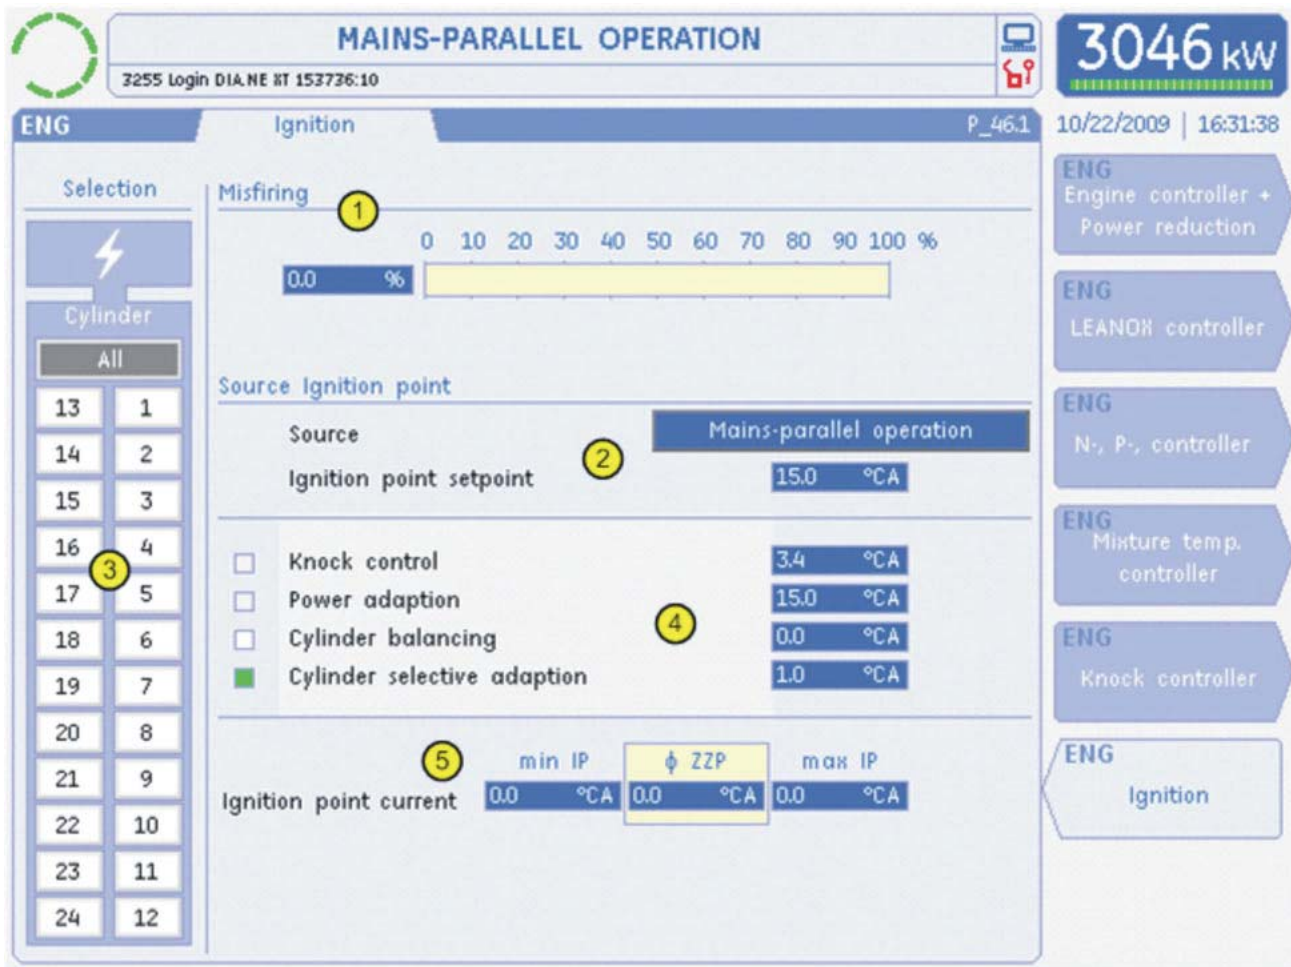 MAINS-PARALLEL OPERATION
3255 Login DIA.NE XT 153736:10
3046 kW
ENG
Ignition
P_46.1
10/22/2009 | 16:31:38
Selection
Cylinder
All
13 1
14 2
15 3
16 4
17 5
18 6
19 7
20 8
21 9
22 10
23 11
24 12
3
Misfiring
1
0 10 20 30 40 50 60 70 80 90 100 %
0.0 %
Source Ignition point
Source Mains-parallel operation
2
Ignition point setpoint 15.0 °CA
Knock control 3.4 °CA
Power adaption 15.0 °CA
4
Cylinder balancing 0.0 °CA
Cylinder selective adaption 1.0 °CA
5
min IP ϕ ZZP max IP
Ignition point current 0.0 °CA 0.0 °CA 0.0 °CA
ENG
Engine controller +
Power reduction
ENG
LEANOX controller
ENG
N-, P-, controller
ENG
Mixture temp.
controller
ENG
Knock controller
ENG
Ignition